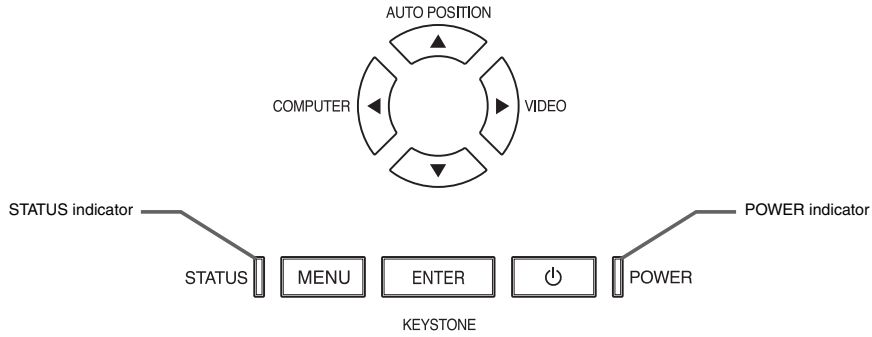 AUTO POSITION
COMPUTER
VIDEO
STATUS indicator
POWER indicator
STATUS
MENU
ENTER
POWER
KEYSTONE